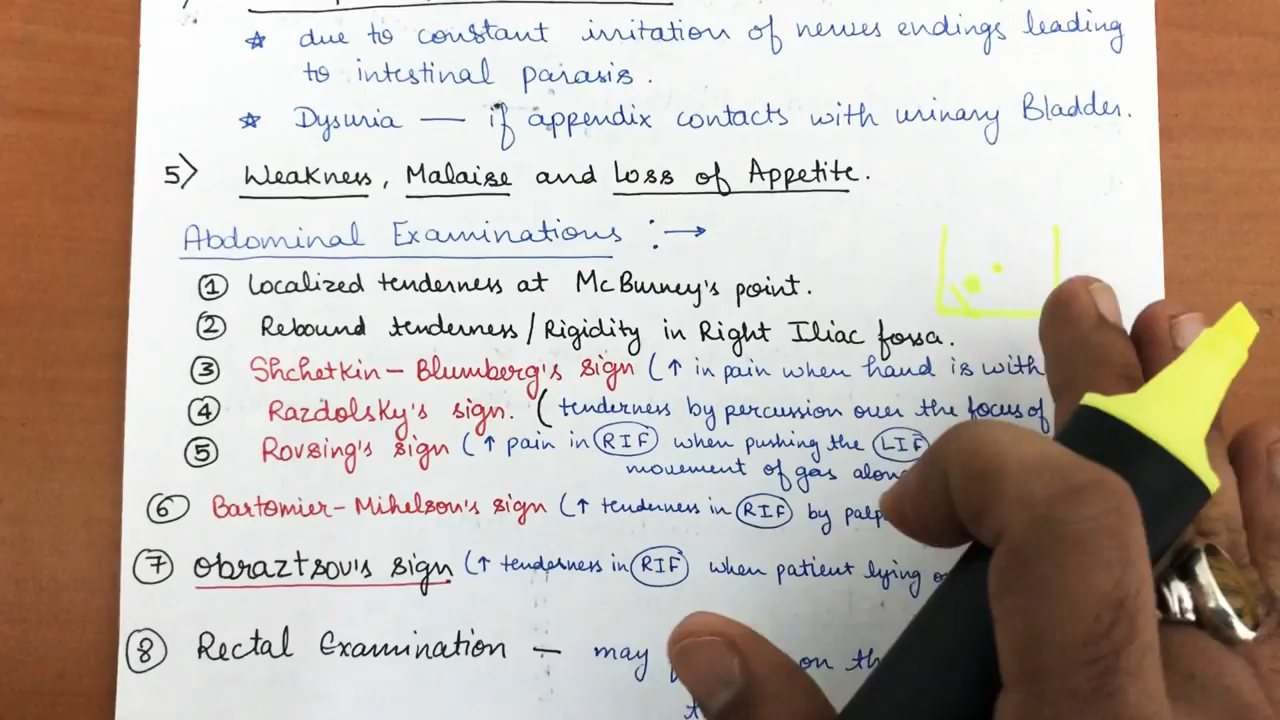 ☆ due to constant irritation of nerves endings leading
to intestinal parasis.
☆ Dysuria — if appendix contacts with urinary Bladder.
5> Weakness, Malaise and Loss of Appetite.
Abdominal Examinations :→
① Localized tenderness at McBurney's point.
② Rebound tenderness/Rigidity in Right Iliac fossa.
③ Shchetkin-Blumberg's sign (↑ in pain when hand is with
④ Razdolsky's sign. (tenderness by percussion over the focus of
⑤ Rovsing's sign (↑ pain in RIF when pushing the LIF
movement of gas along
⑥ Bartomier-Mihelson's sign (↑ tenderness in RIF by palp
⑦ Obraztsov's sign (↑ tenderness in RIF when patient lying
⑧ Rectal Examination — may on th